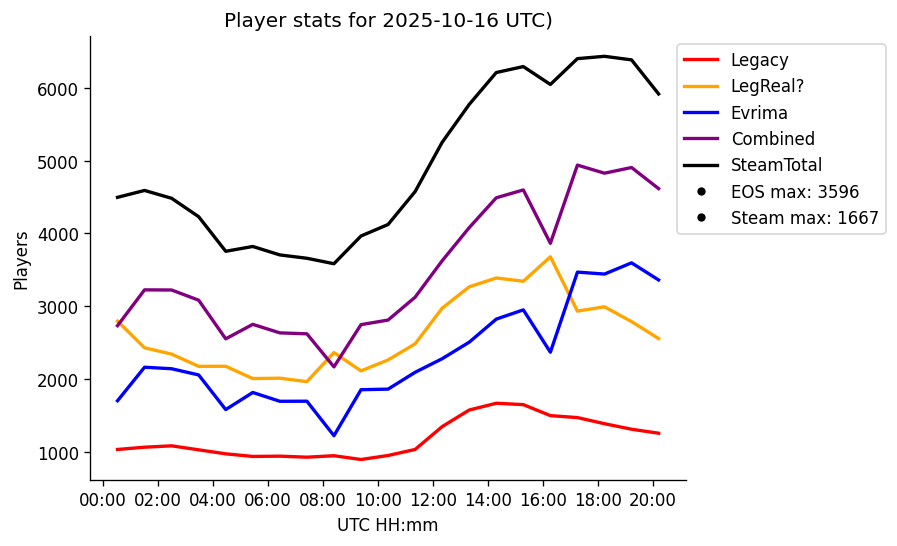 Player stats for 2025-10-16 UTC)
Legacy
LegReal?
Evrima
Combined
SteamTotal
EOS max: 3596
Steam max: 1667
Players
6000
5000
4000
3000
2000
1000
00:00 02:00 04:00 06:00 08:00 10:00 12:00 14:00 16:00 18:00 20:00
UTC HH:mm